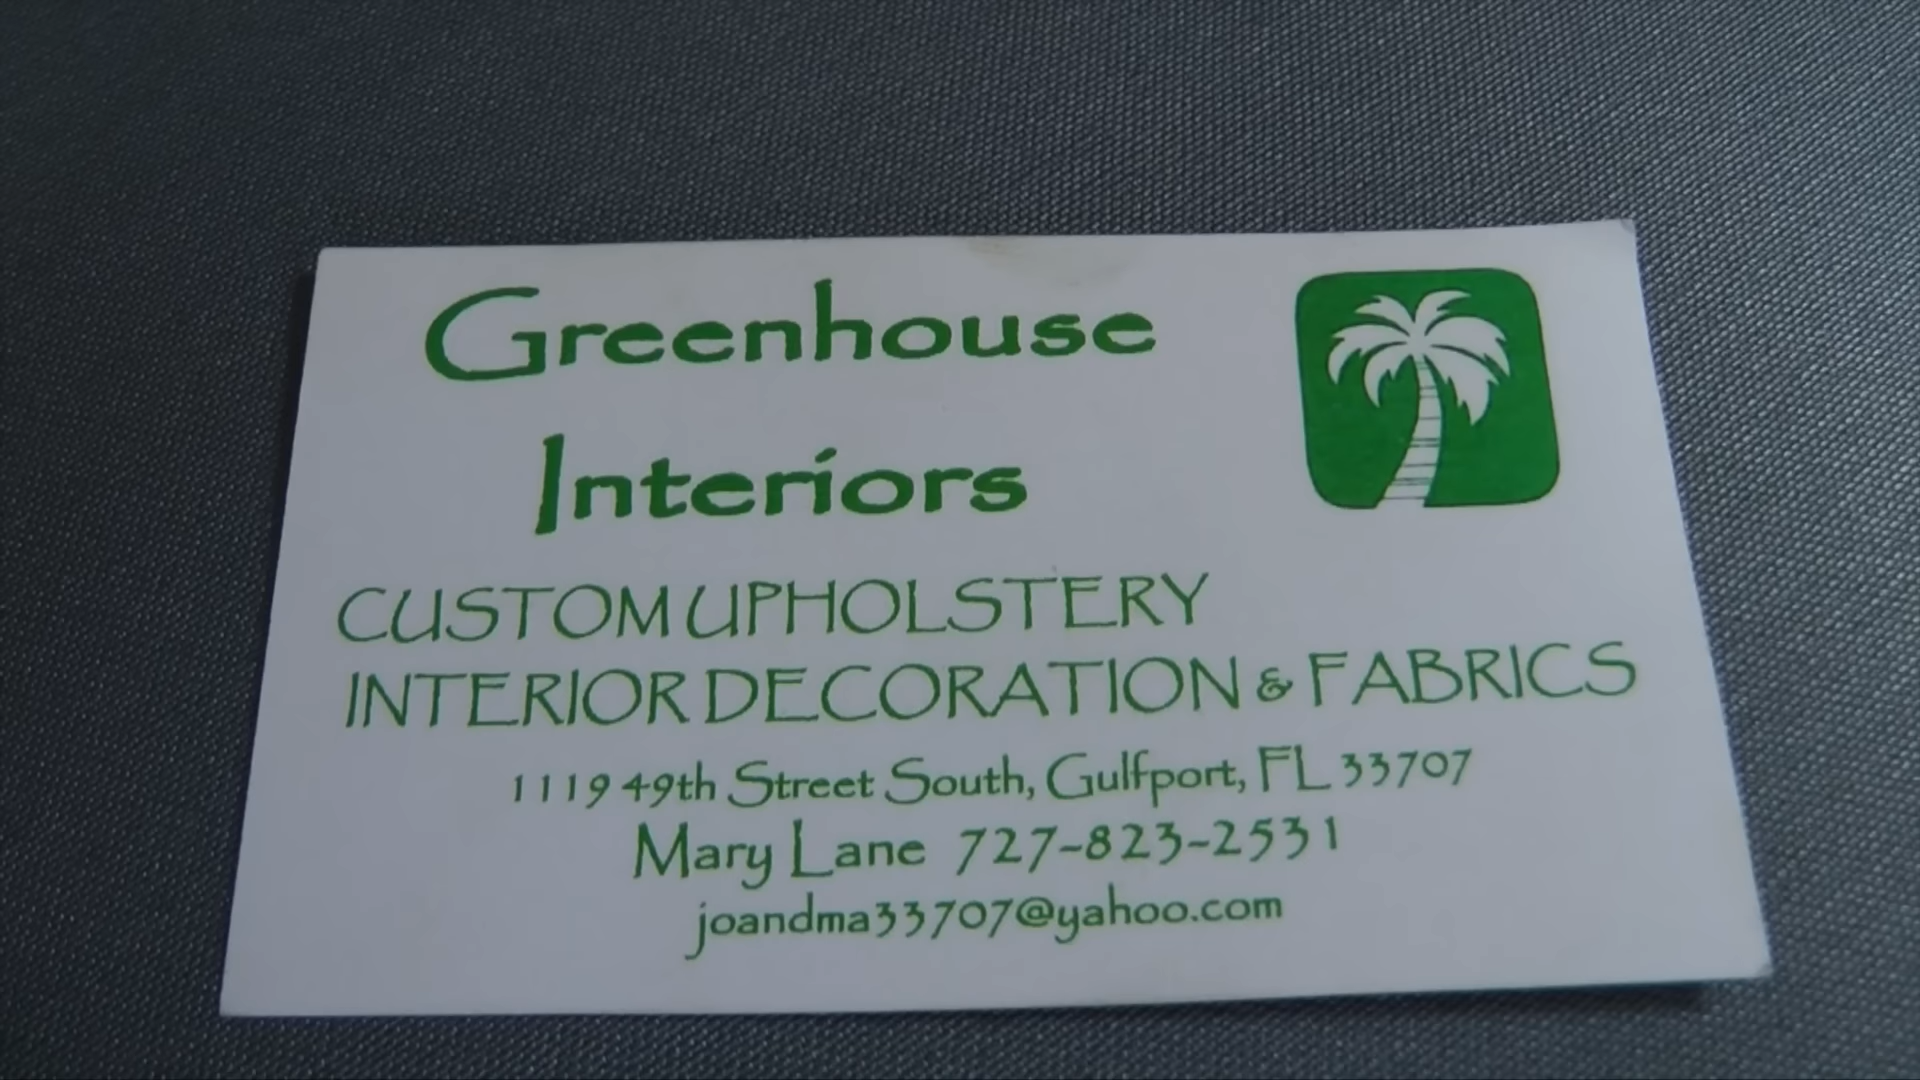 Greenhouse
Interiors
CUSTOM UPHOLSTERY
INTERIOR DECORATION & FABRICS
1119 49th Street South, Gulfport, FL 33707
Mary Lane 727-823-2531
joandma33707@yahoo.com